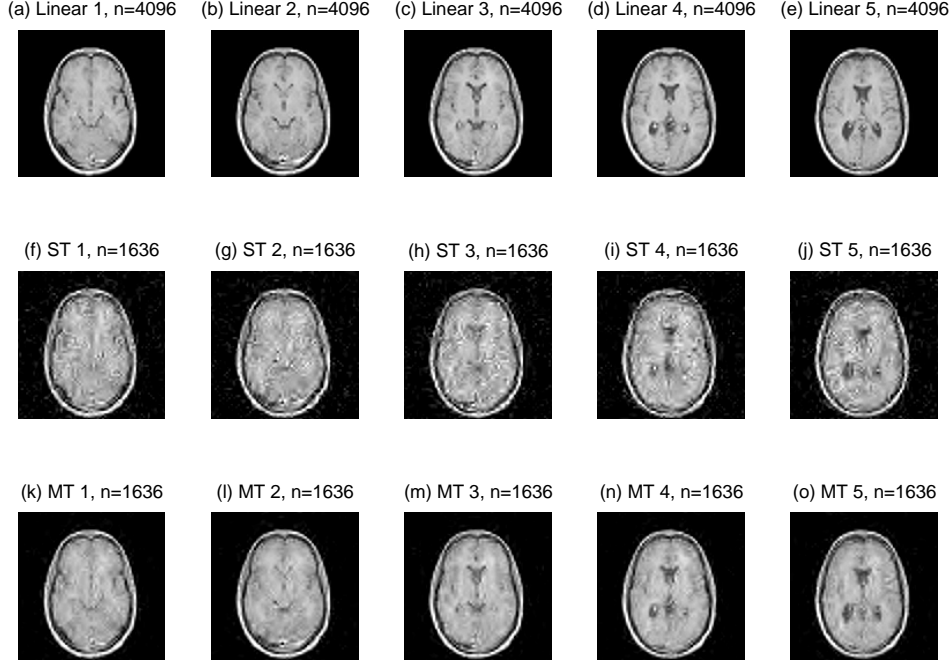 (a) Linear 1, n=4096
(b) Linear 2, n=4096
(c) Linear 3, n=4096
(d) Linear 4, n=4096
(e) Linear 5, n=4096
(f) ST 1, n=1636
(g) ST 2, n=1636
(h) ST 3, n=1636
(i) ST 4, n=1636
(j) ST 5, n=1636
(k) MT 1, n=1636
(l) MT 2, n=1636
(m) MT 3, n=1636
(n) MT 4, n=1636
(o) MT 5, n=1636